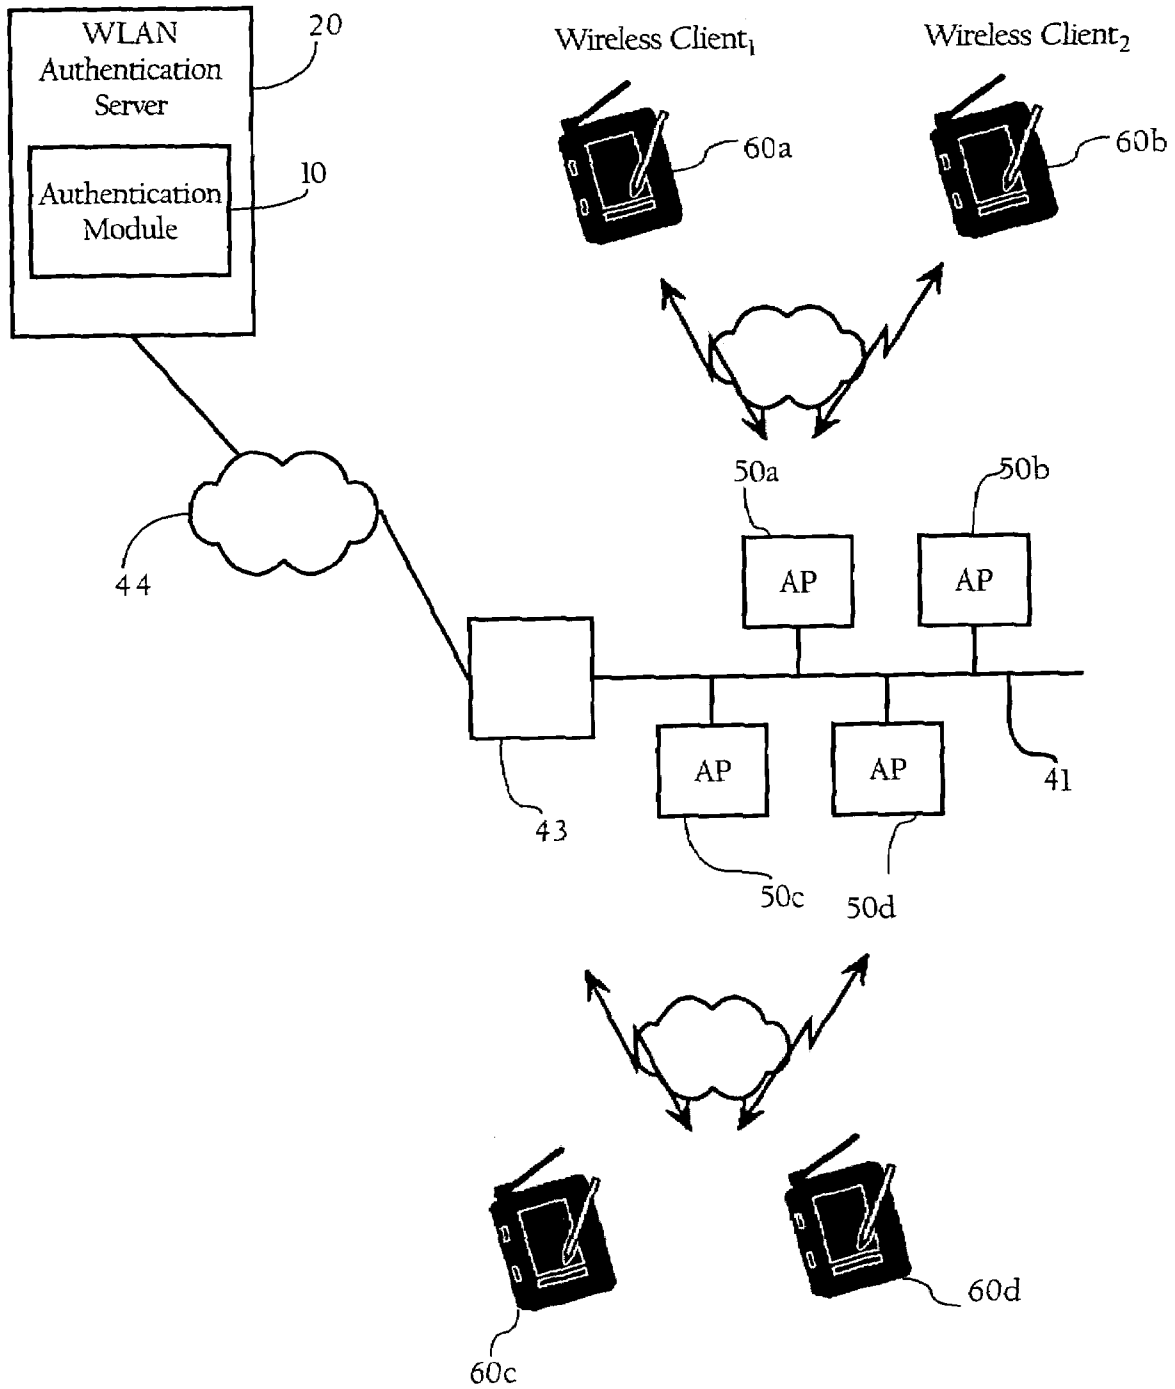 WLAN
Authentication
Server
20
Authentication
Module
10
Wireless Client1
Wireless Client2
60a
60b
44
50a
50b
AP
AP
43
AP
AP
41
50c
50d
60c
60d